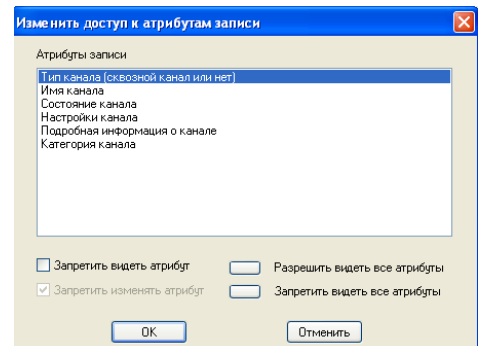 Изменить доступ к атрибутам записи
Атрибуты записи
Тип канала (сквозной канал или нет)
Имя канала
Состояние канала
Настройки канала
Подробная информация о канале
Категория канала
Запретить видеть атрибут
Разрешить видеть все атрибуты
Запретить изменять атрибут
Запретить видеть все атрибуты
OK
Отменить